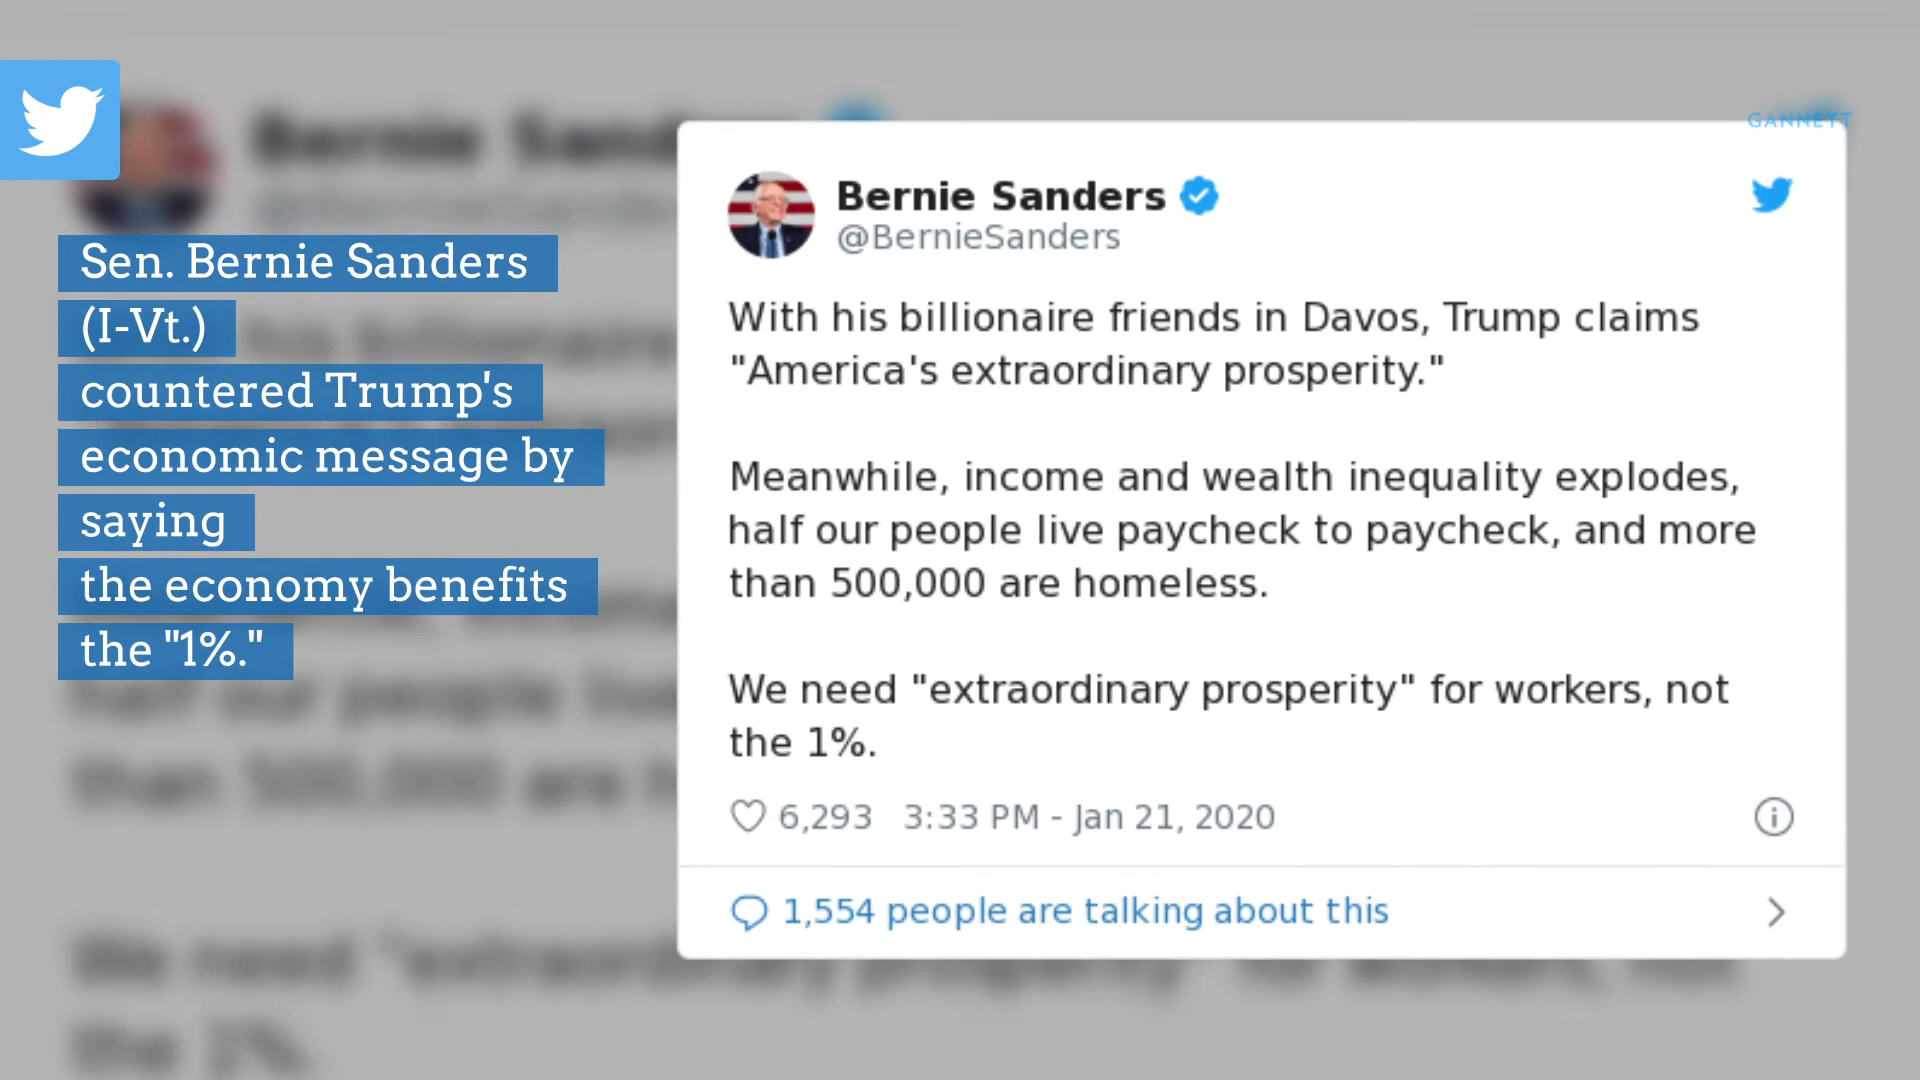 Sen. Bernie Sanders
(I-Vt.)
countered Trump's
economic message by
saying
the economy benefits
the "1%."
GANNETT
Bernie Sanders
@BernieSanders
With his billionaire friends in Davos, Trump claims
"America's extraordinary prosperity."
Meanwhile, income and wealth inequality explodes,
half our people live paycheck to paycheck, and more
than 500,000 are homeless.
We need "extraordinary prosperity" for workers, not
the 1%.
6,293 3:33 PM - Jan 21, 2020
1,554 people are talking about this